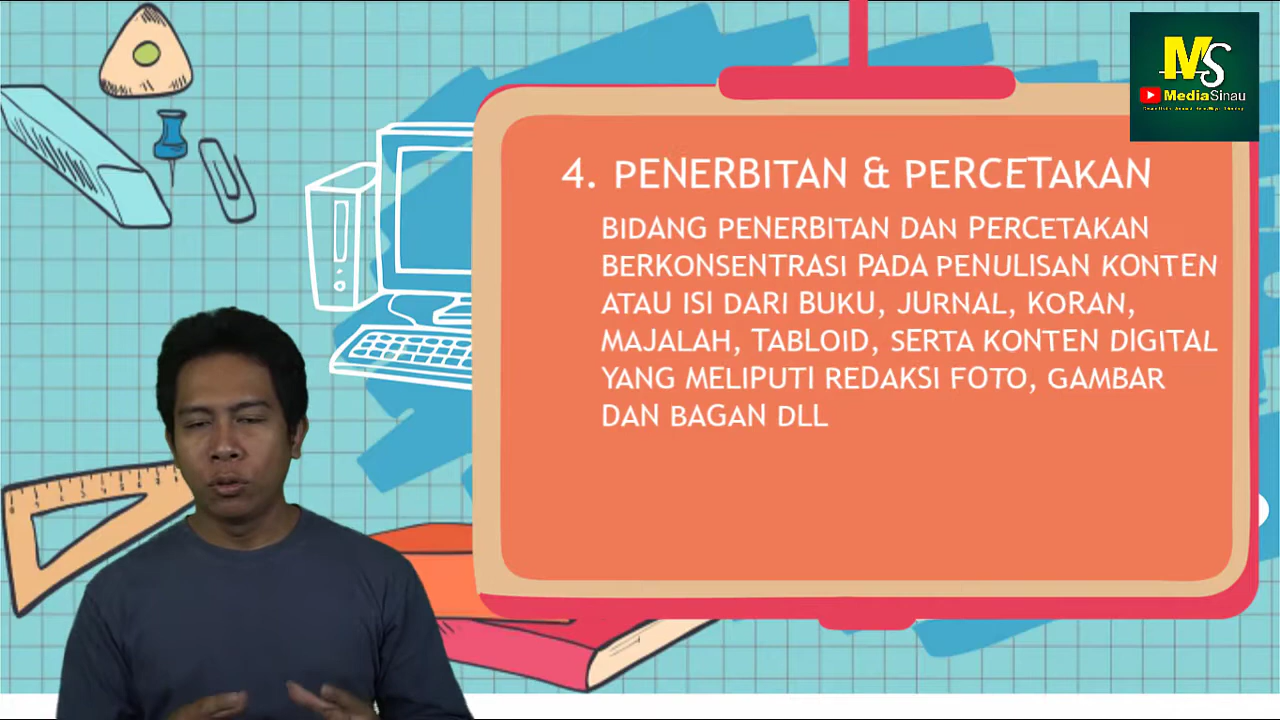 MS
MediaSinau
4. PENERBITAN & PERCETAKAN
BIDANG PENERBITAN DAN PERCETAKAN
BERKONSENTRASI PADA PENULISAN KONTEN
ATAU ISI DARI BUKU, JURNAL, KORAN,
MAJALAH, TABLOID, SERTA KONTEN DIGITAL
YANG MELIPUTI REDAKSI FOTO, GAMBAR
DAN BAGAN DLL